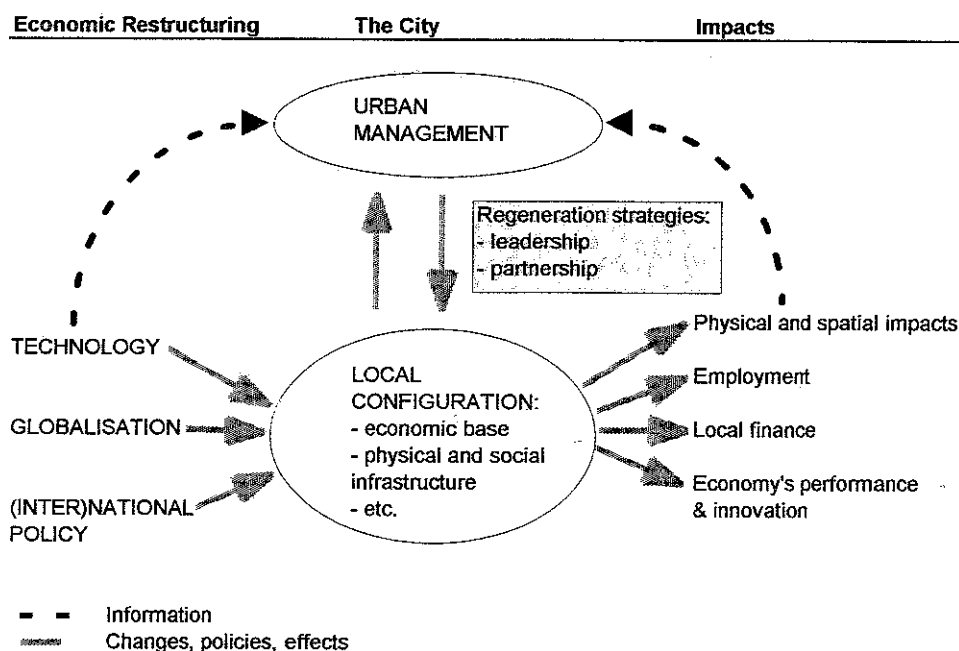 Economic Restructuring The City Impacts
URBAN
MANAGEMENT
Regeneration strategies:
- leadership
- partnership
TECHNOLOGY
GLOBALISATION
(INTER)NATIONAL
POLICY
LOCAL
CONFIGURATION:
- economic base
- physical and social
infrastructure
- etc.
Physical and spatial impacts
Employment
Local finance
Economy's performance
& innovation
Information
Changes, policies, effects